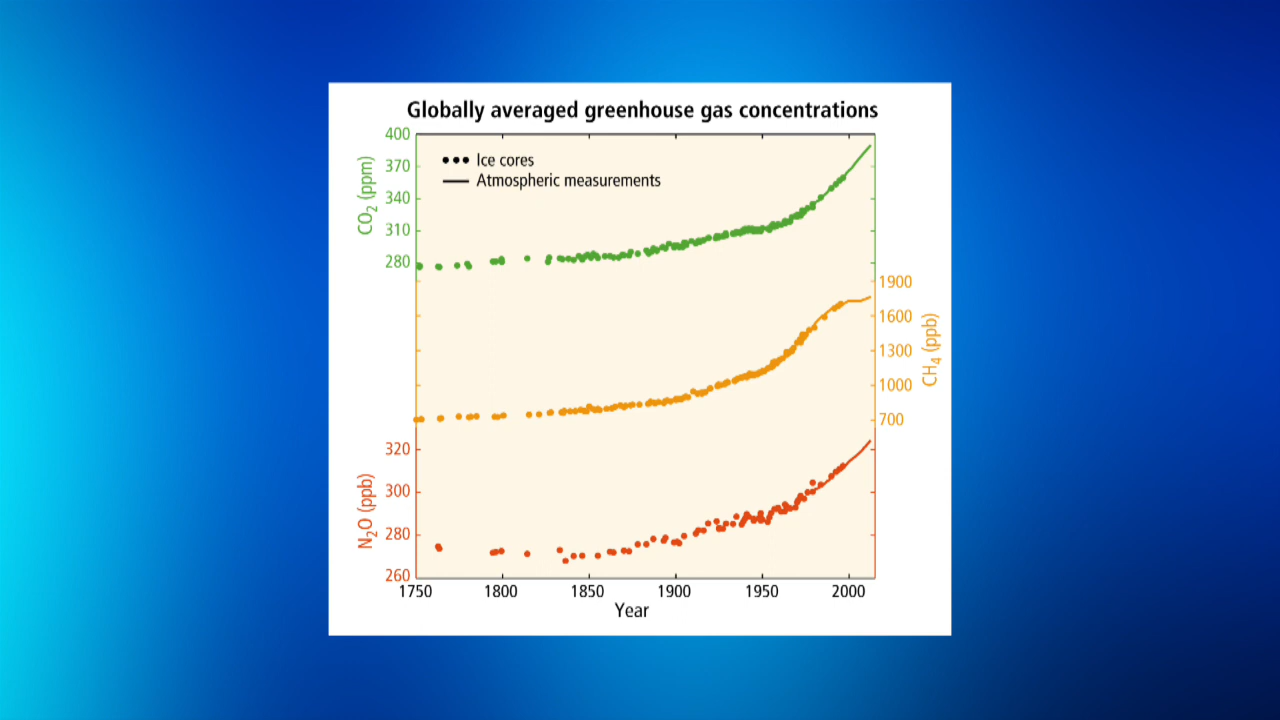 Globally averaged greenhouse gas concentrations
Ice cores
Atmospheric measurements
CO₂ (ppm)
400
370
340
310
280
CH₄ (ppb)
1900
1600
1300
1000
700
N₂O (ppb)
320
300
280
260
1750 1800 1850 1900 1950 2000
Year